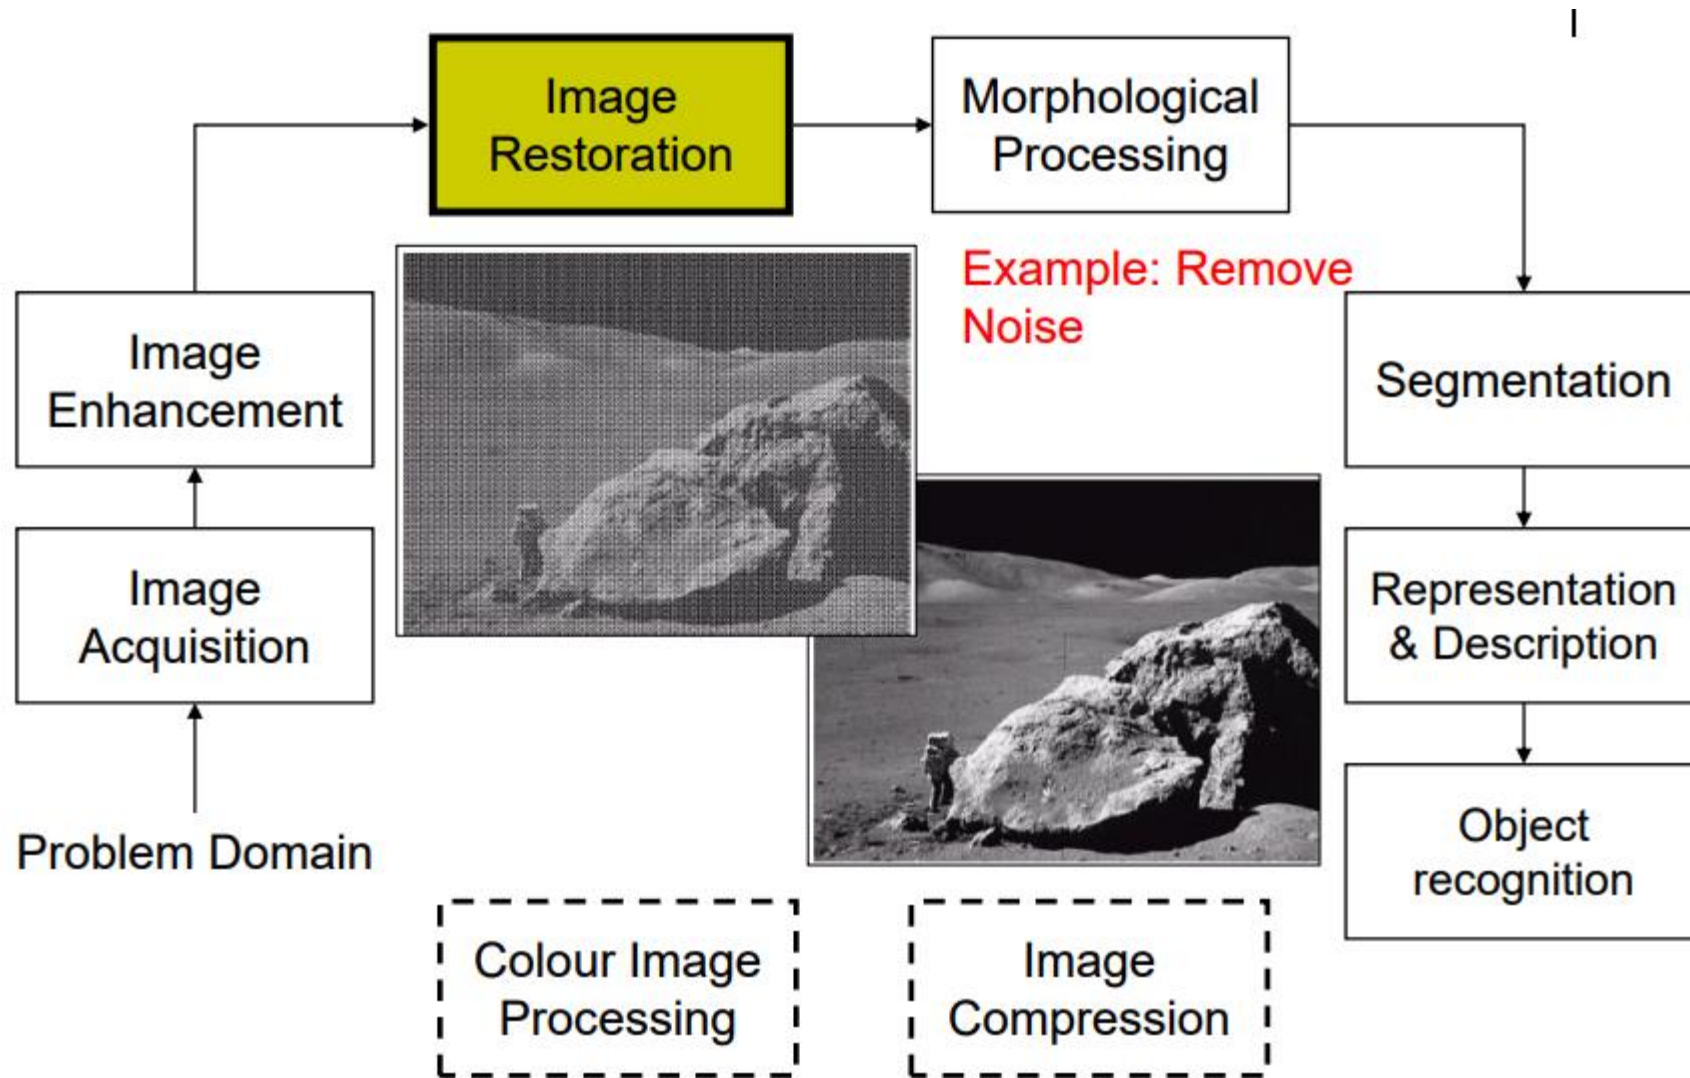 Image
Restoration
Morphological
Processing
Example: Remove
Noise
Image
Enhancement
Segmentation
Image
Acquisition
Representation
& Description
Problem Domain
Object
recognition
Colour Image
Processing
Image
Compression